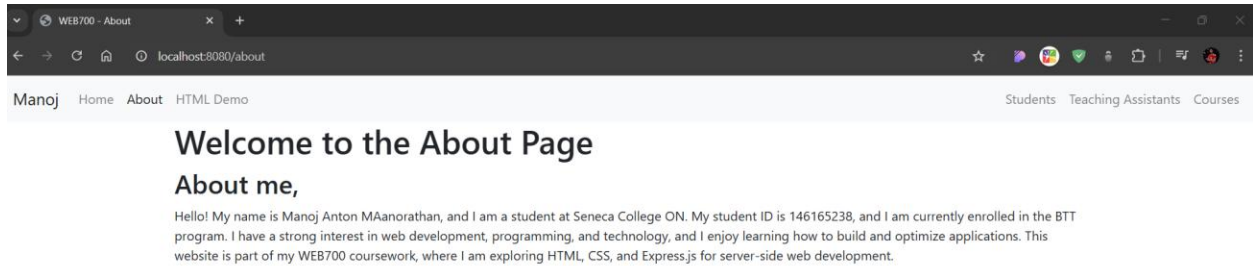 WEB700 - About
localhost:8080/about
Manoj Home About HTML Demo Students Teaching Assistants Courses
Welcome to the About Page
About me,
Hello! My name is Manoj Anton MAanorathan, and I am a student at Seneca College ON. My student ID is 146165238, and I am currently enrolled in the BTT
program. I have a strong interest in web development, programming, and technology, and I enjoy learning how to build and optimize applications. This
website is part of my WEB700 coursework, where I am exploring HTML, CSS, and Express.js for server-side web development.